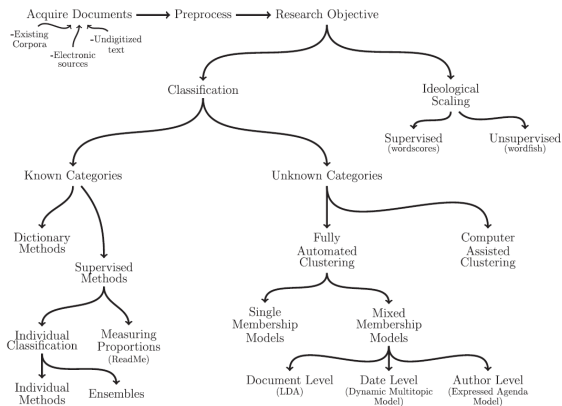 Acquire Documents
Preprocess
Research Objective
-Existing
Corpora
-Electronic
sources
-Undigitized
text
Classification
Ideological
Scaling
Supervised
(wordscores)
Unsupervised
(wordfish)
Known Categories
Unknown Categories
Dictionary
Methods
Supervised
Methods
Fully
Automated
Clustering
Computer
Assisted
Clustering
Individual
Classification
Measuring
Proportions
(ReadMe)
Single
Membership
Models
Mixed
Membership
Models
Individual
Methods
Ensembles
Document Level
(LDA)
Date Level
(Dynamic Multitopic
Model)
Author Level
(Expressed Agenda
Model)